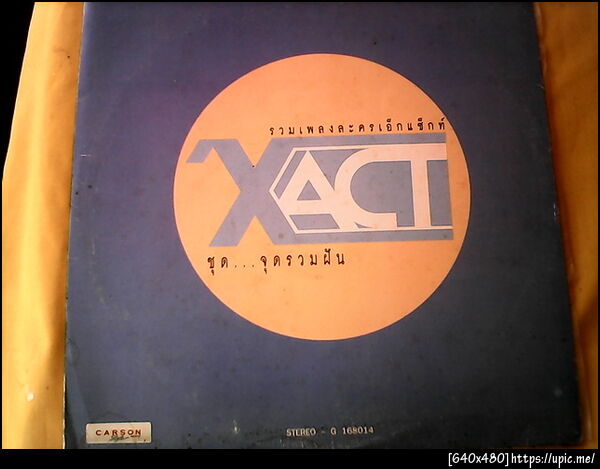 รวมเพลงละครเอ็กแซ็กท์
XACT
ชุด...จุดรวมฝัน
CARSON
STEREO - G 168014
[640x480]https://upic.me/